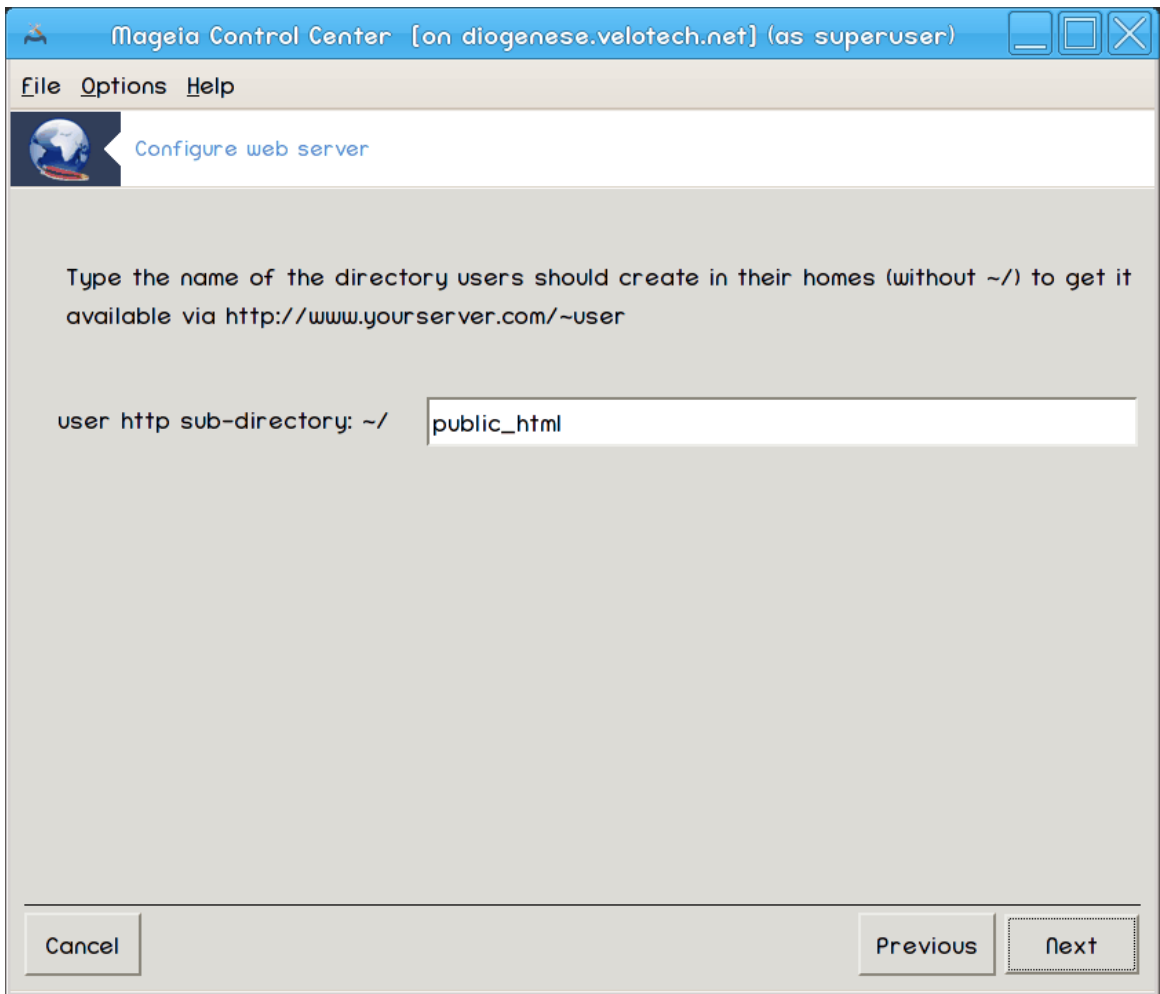 Mageia Control Center [on diogenese.velotech.net] (as superuser)
File Options Help
Configure web server
Type the name of the directory users should create in their homes (without ~/) to get it
available via http://www.yourserver.com/~user
user http sub-directory: ~/ public_html
Cancel Previous Next